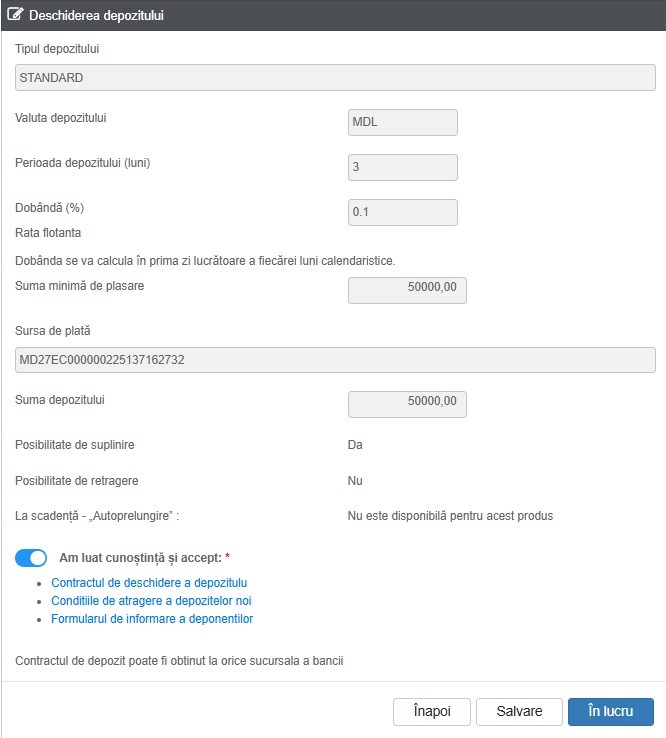 Deschiderea depozitului
Tipul depozitului
STANDARD
Valuta depozitului MDL
Perioada depozitului (luni) 3
Dobândă (%) 0.1
Rata flotanta
Dobânda se va calcula în prima zi lucrătoare a fiecărei luni calendaristice.
Suma minimă de plasare 50000,00
Sursa de plată
MD27EC000000225137162732
Suma depozitului 50000,00
Posibilitate de suplinire Da
Posibilitate de retragere Nu
La scadență - „Autoprelungire” : Nu este disponibilă pentru acest produs
Am luat cunoștință și accept: *
• Contractul de deschidere a depozitulu
• Conditiile de atragere a depozitelor noi
• Formularul de informare a deponentilor
Contractul de depozit poate fi obtinut la orice sucursala a bancii
Înapoi Salvare În lucru